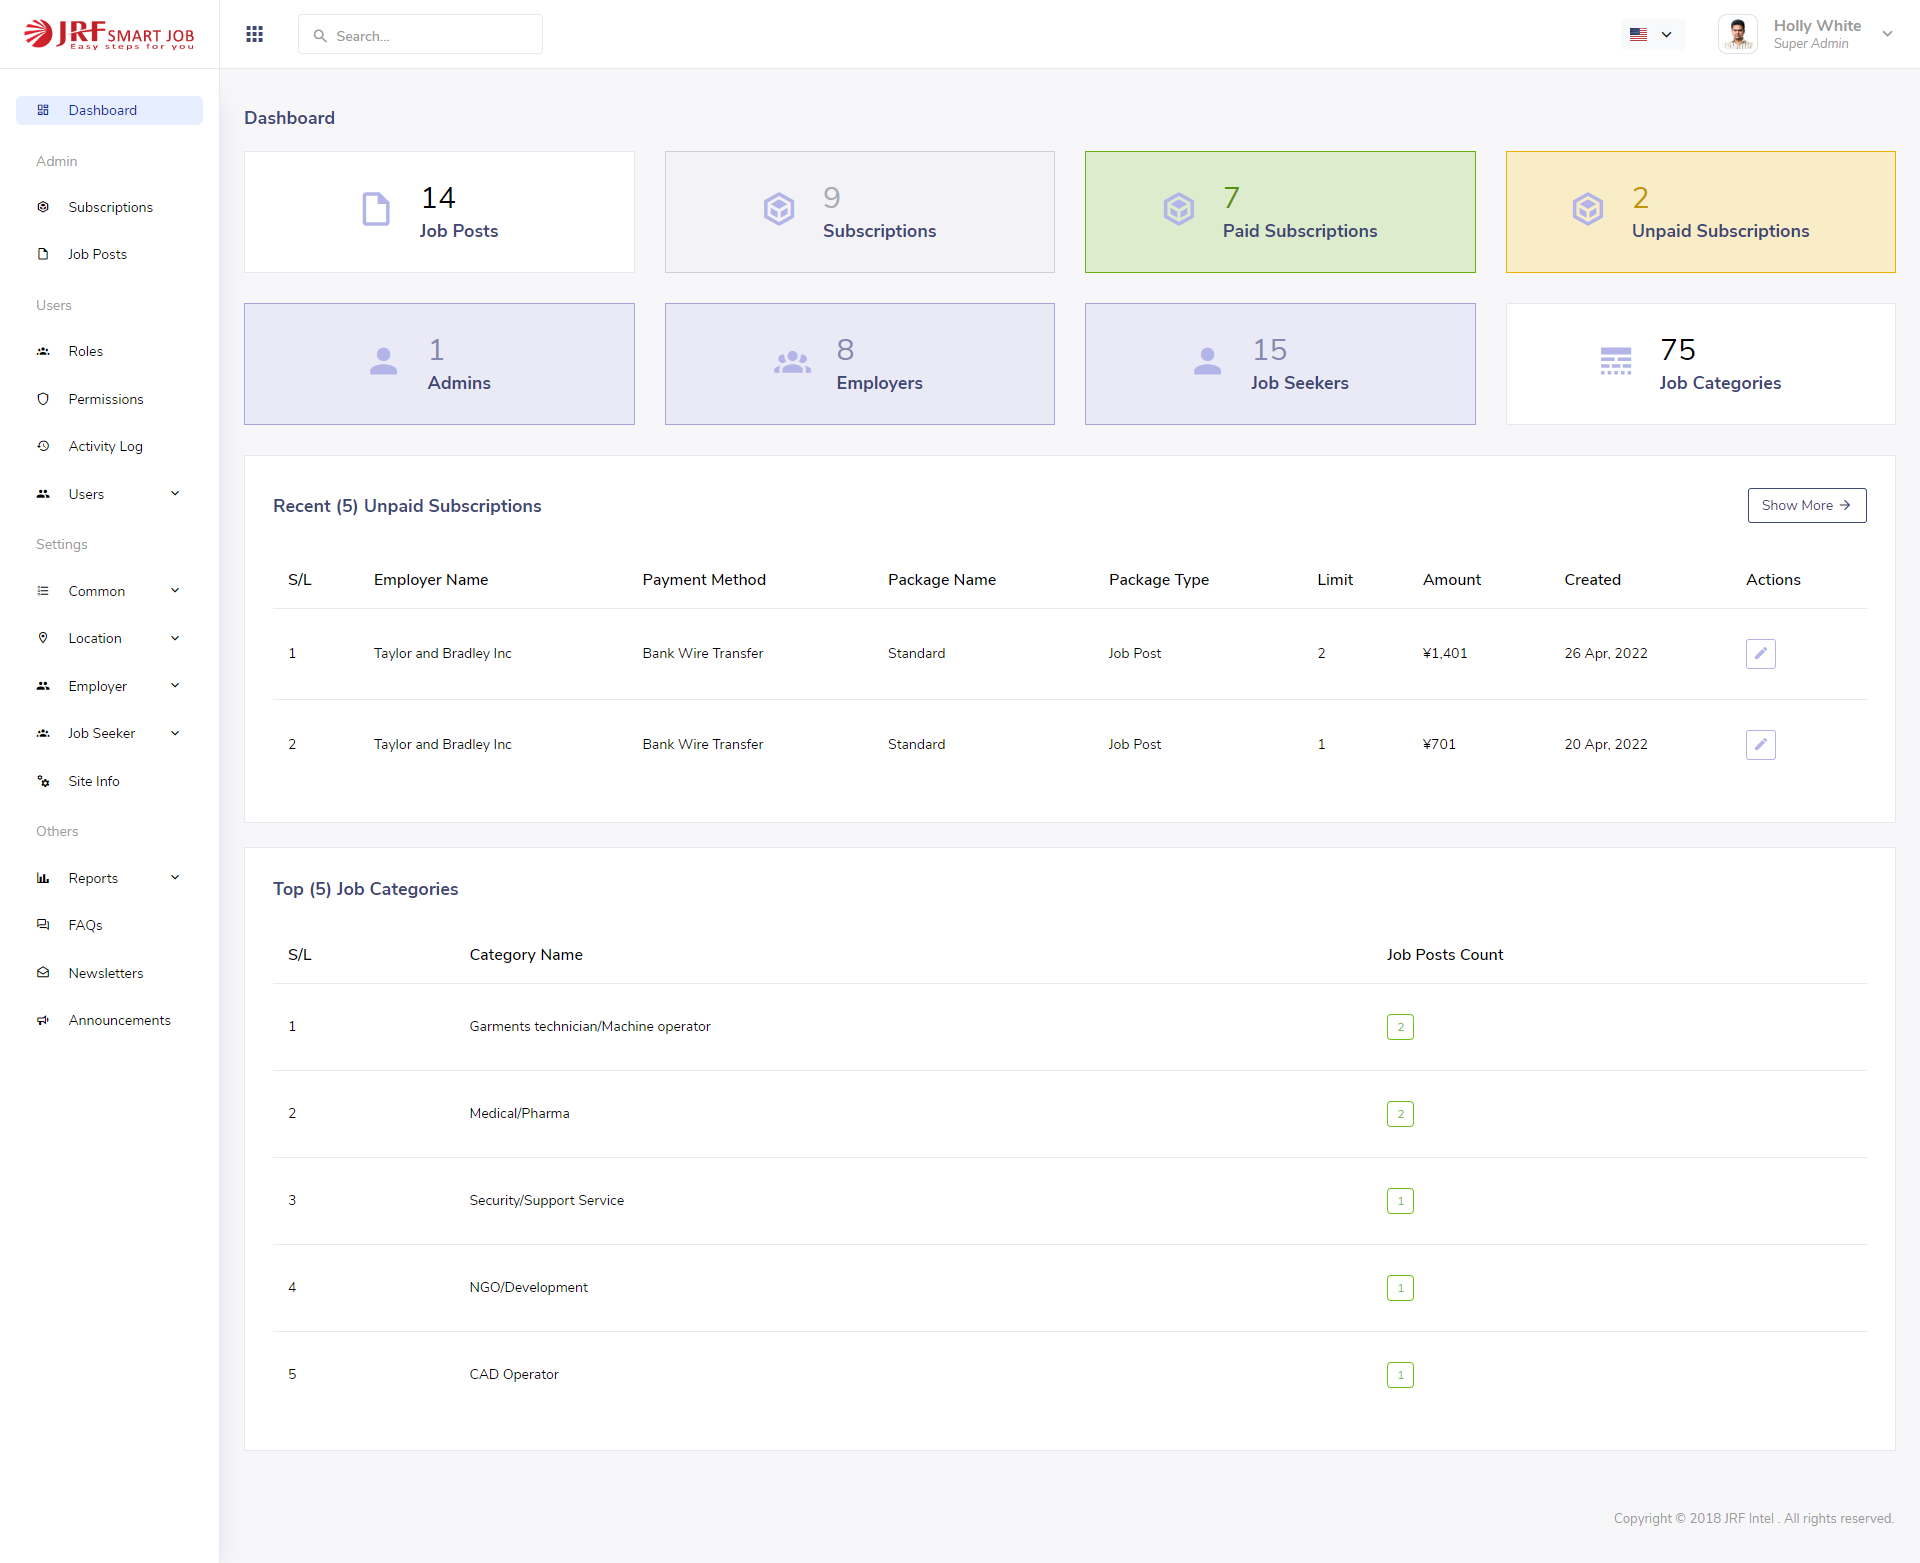 JRF SMART JOB
Easy steps for you
Search...
Holly White
Super Admin
Dashboard
Admin
Subscriptions
Job Posts
Users
Roles
Permissions
Activity Log
Users
Settings
Common
Location
Employer
Job Seeker
Site Info
Others
Reports
FAQs
Newsletters
Announcements
Dashboard
14
Job Posts
9
Subscriptions
7
Paid Subscriptions
2
Unpaid Subscriptions
1
Admins
8
Employers
15
Job Seekers
75
Job Categories
Recent (5) Unpaid Subscriptions
Show More →
S/L Employer Name Payment Method Package Name Package Type Limit Amount Created Actions
1 Taylor and Bradley Inc Bank Wire Transfer Standard Job Post 2 ¥1,401 26 Apr, 2022
2 Taylor and Bradley Inc Bank Wire Transfer Standard Job Post 1 ¥701 20 Apr, 2022
Top (5) Job Categories
S/L Category Name Job Posts Count
1 Garments technician/Machine operator 2
2 Medical/Pharma 2
3 Security/Support Service 1
4 NGO/Development 1
5 CAD Operator 1
Copyright © 2018 JRF Intel . All rights reserved.